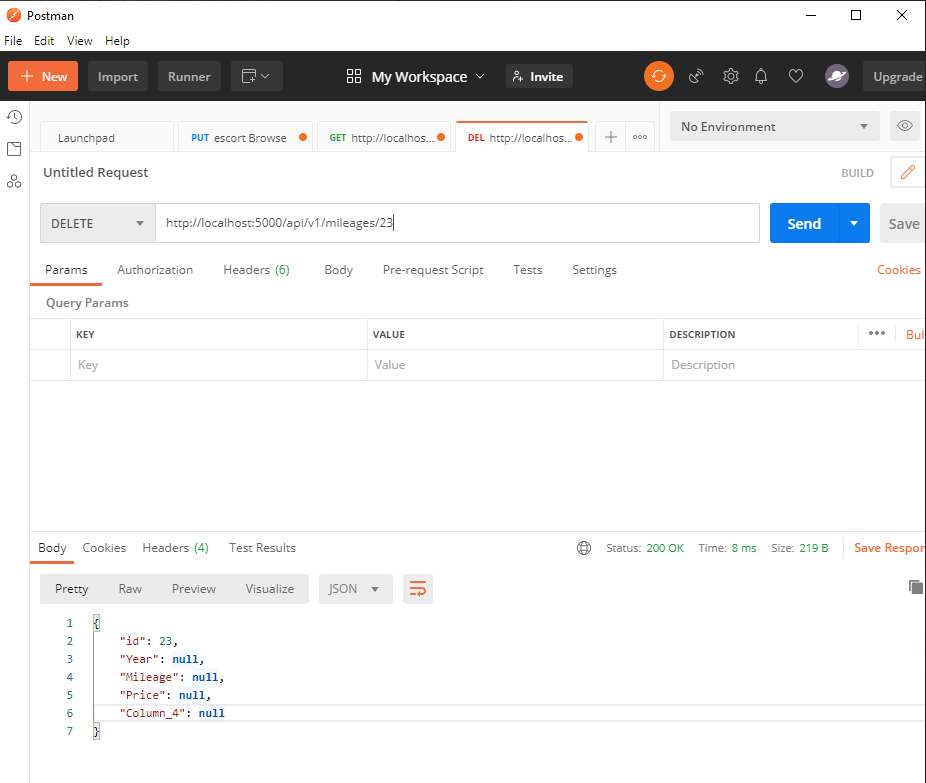 Postman
File Edit View Help
New Import Runner My Workspace Invite Upgrade
Launchpad PUT escort Browse GET http://localhos... DEL http://localhos... No Environment
Untitled Request BUILD
DELETE http://localhost:5000/api/v1/mileages/23 Send Save
Params Authorization Headers (6) Body Pre-request Script Tests Settings Cookies
Query Params
KEY VALUE DESCRIPTION Bul
Key Value Description
Body Cookies Headers (4) Test Results Status: 200 OK Time: 8 ms Size: 219 B Save Respor
Pretty Raw Preview Visualize JSON
1 {
2 "id": 23,
3 "Year": null,
4 "Mileage": null,
5 "Price": null,
6 "Column_4": null
7 }